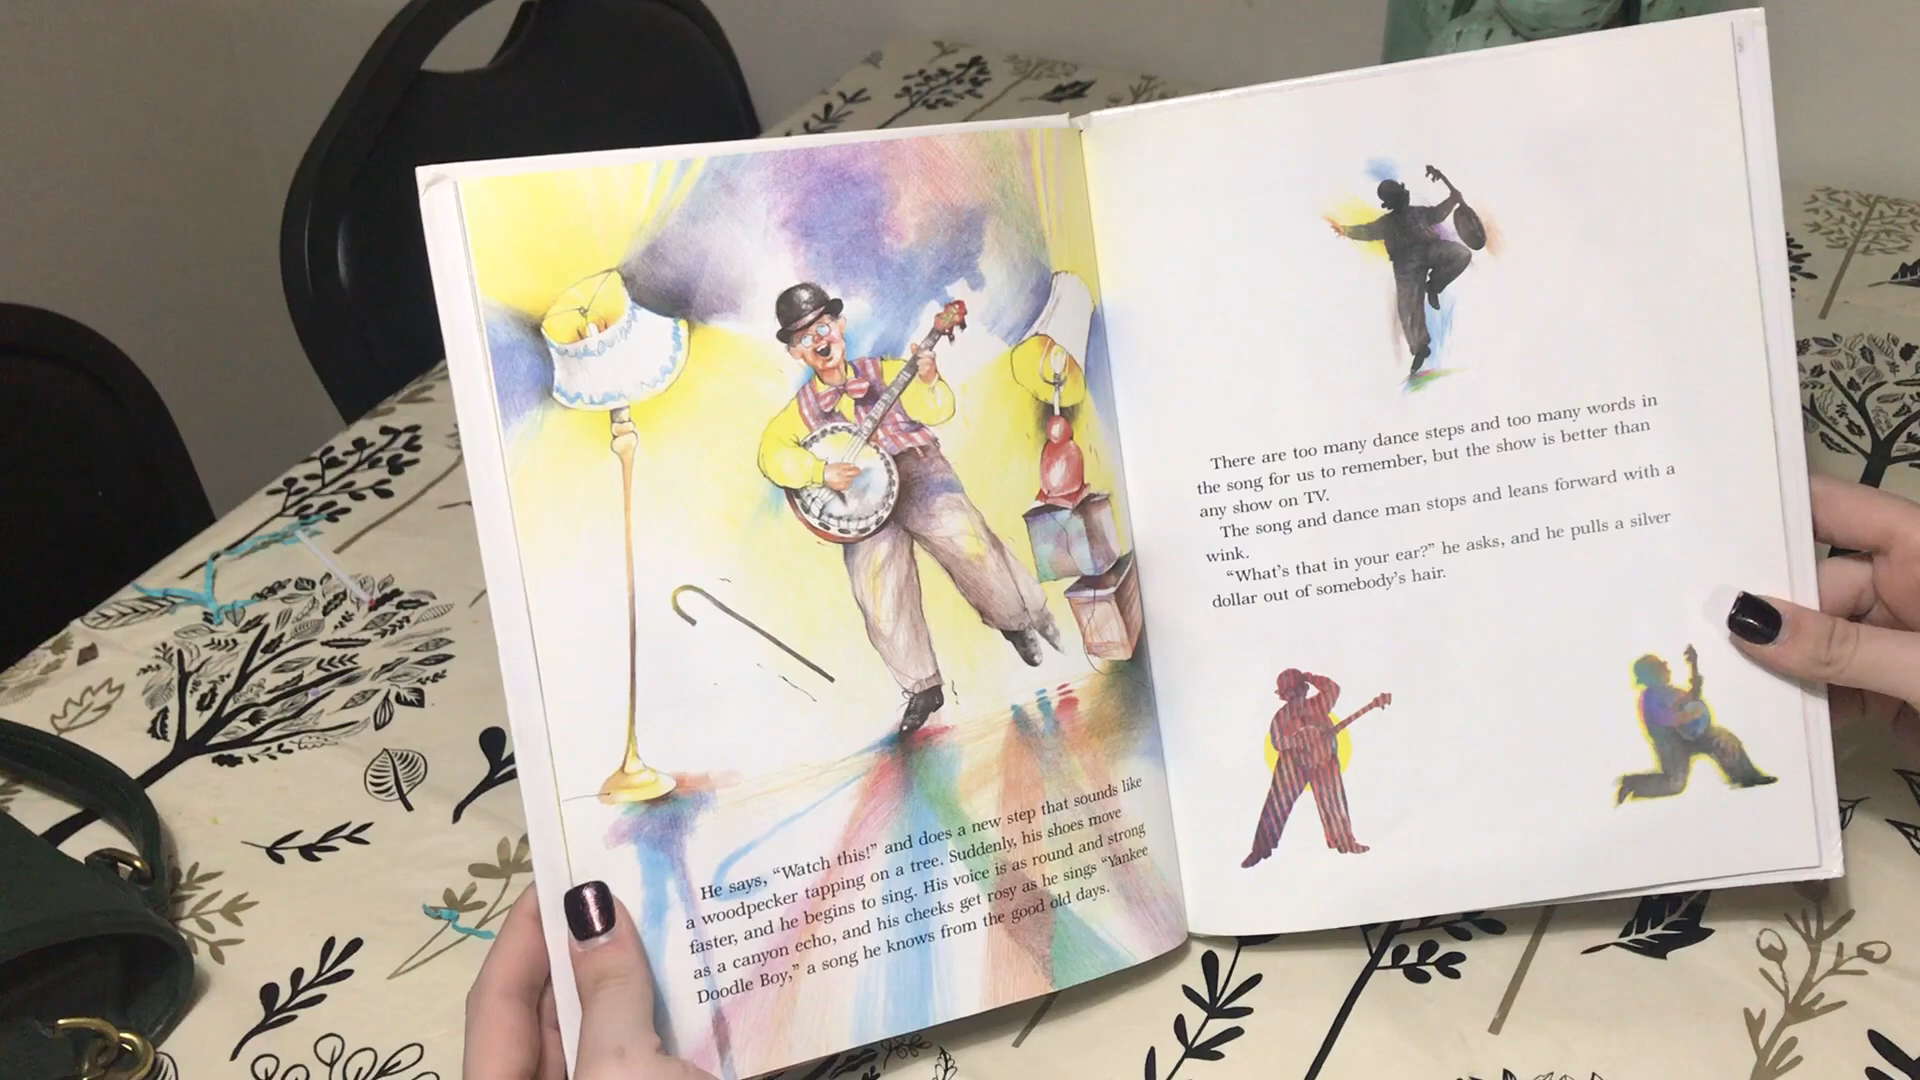 He says, “Watch this!” and does a new step that sounds like
a woodpecker tapping on a tree. Suddenly, his shoes move
faster, and he begins to sing. His voice is as round and strong
as a canyon echo, and his cheeks get rosy as he sings “Yankee
Doodle Boy,” a song he knows from the good old days.
There are too many dance steps and too many words in
the song for us to remember, but the show is better than
any show on TV.
The song and dance man stops and leans forward with a
wink.
“What’s that in your ear?” he asks, and he pulls a silver
dollar out of somebody’s hair.